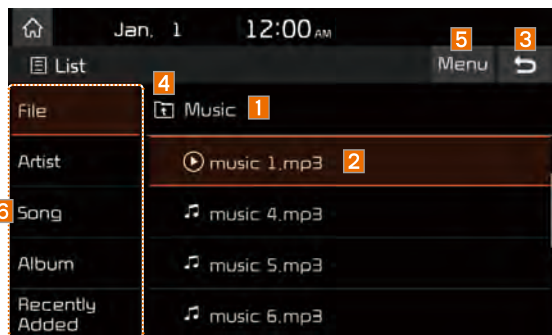 Jan. 1 12:00 AM
List
5
Menu
3
4
File
Music
1
Artist
music 1.mp3
2
6
Song
music 4.mp3
Album
music 5.mp3
Recently
Added
music 6.mp3